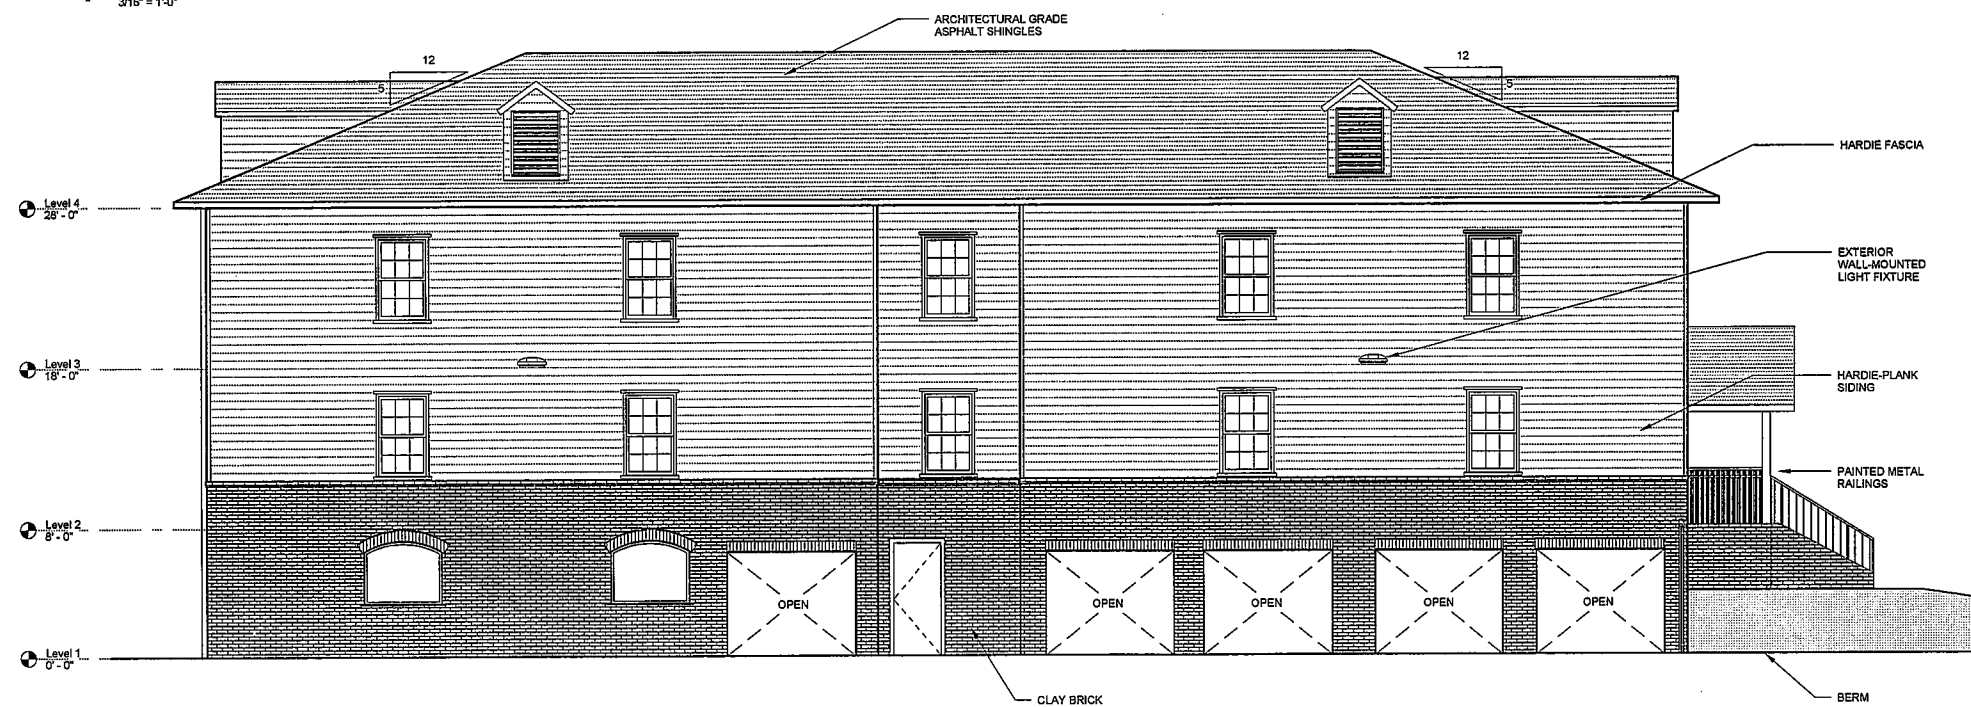 3/16" = 1'-0"
ARCHITECTURAL GRADE
ASPHALT SHINGLES
12
5
12
5
HARDIE FASCIA
Level 4
28' - 0"
EXTERIOR
WALL-MOUNTED
LIGHT FIXTURE
Level 3
18' - 0"
HARDIE-PLANK
SIDING
PAINTED METAL
RAILINGS
Level 2
8' - 0"
OPEN
OPEN
OPEN
OPEN
OPEN
Level 1
0' - 0"
CLAY BRICK
BERM